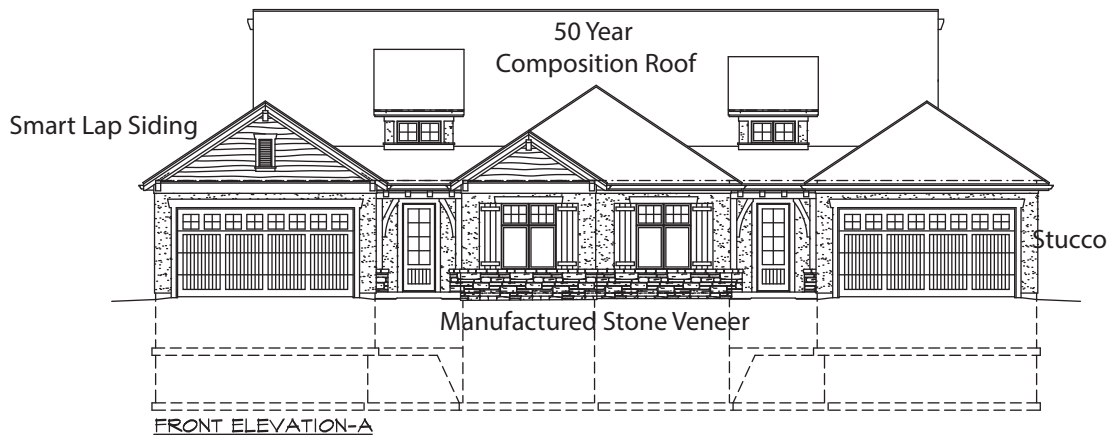 50 Year
Composition Roof
Smart Lap Siding
Stucco
Manufactured Stone Veneer
FRONT ELEVATION-A